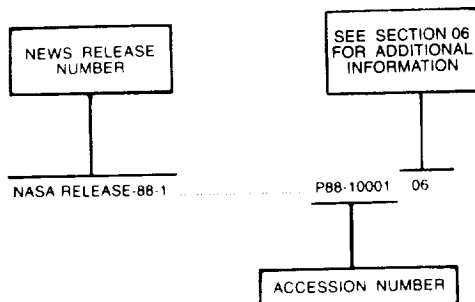 NEWS RELEASE
NUMBER
SEE SECTION 06
FOR ADDITIONAL
INFORMATION
NASA RELEASE-88-1 .................... P88-10001 06
ACCESSION NUMBER